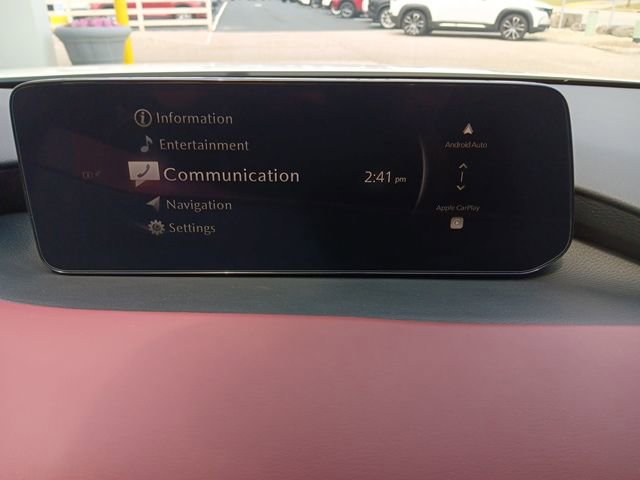 Information
Entertainment
Communication
Navigation
Settings
2:41 pm
Android Auto
Apple CarPlay